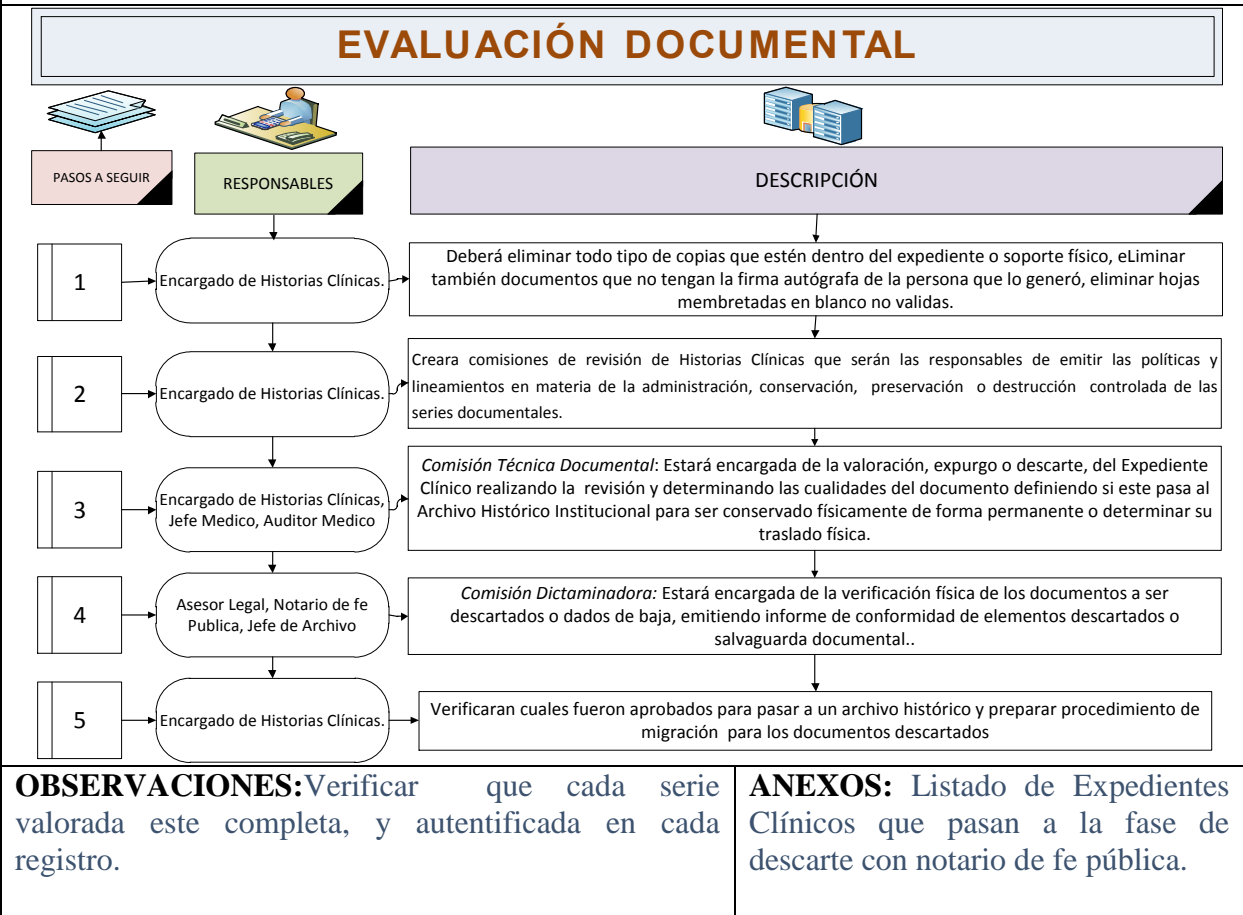 EVALUACIÓN DOCUMENTAL
PASOS A SEGUIR
RESPONSABLES
DESCRIPCIÓN
1
Encargado de Historias Clínicas.
Deberá eliminar todo tipo de copias que estén dentro del expediente o soporte físico, eLiminar
también documentos que no tengan la firma autógrafa de la persona que lo generó, eliminar hojas
membretadas en blanco no validas.
2
Encargado de Historias Clínicas.
Creara comisiones de revisión de Historias Clínicas que serán las responsables de emitir las políticas y
lineamientos en materia de la administración, conservación, preservación o destrucción controlada de las
series documentales.
3
Encargado de Historias Clínicas,
Jefe Medico, Auditor Medico
Comisión Técnica Documental: Estará encargada de la valoración, expurgo o descarte, del Expediente
Clínico realizando la revisión y determinando las cualidades del documento definiendo si este pasa al
Archivo Histórico Institucional para ser conservado físicamente de forma permanente o determinar su
traslado física.
4
Asesor Legal, Notario de fe
Publica, Jefe de Archivo
Comisión Dictaminadora: Estará encargada de la verificación física de los documentos a ser
descartados o dados de baja, emitiendo informe de conformidad de elementos descartados o
salvaguarda documental..
5
Encargado de Historias Clínicas.
Verificaran cuales fueron aprobados para pasar a un archivo histórico y preparar procedimiento de
migración para los documentos descartados
OBSERVACIONES:Verificar que cada serie
valorada este completa, y autentificada en cada
registro.
ANEXOS: Listado de Expedientes
Clínicos que pasan a la fase de
descarte con notario de fe pública.